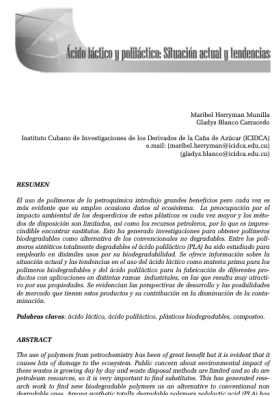 Ácido láctico y poliláctico: Situación actual y tendencias
Maribel Herryman Munilla
Gladys Blanco Carracedo
Instituto Cubano de Investigaciones de los Derivados de la Caña de Azúcar (ICIDCA)
e.mail: (maribel.herryman@icidca.edu.cu)
(gladys.blanco@icidca.edu.cu)
RESUMEN
El uso de polímeros de la petroquímica introdujo grandes beneficios pero cada vez es
más evidente que su empleo ocasiona daños al ecosistema. La preocupación por el
impacto ambiental de los desperdicios de estos plásticos es cada vez mayor y los méto-
dos de disposición son limitados, así como los recursos petroleros, por lo que es impres-
cindible encontrar sustitutos. Esto ha generado investigaciones para obtener polímeros
biodegradables como alternativa de los convencionales no degradables. Entre los polí-
meros sintéticos totalmente degradables el ácido poliláctico (PLA) ha sido estudiado para
emplearlo en disímiles usos por su biodegradabilidad. Se ofrece información sobre la
situación actual y las tendencias en el uso del ácido láctico como materia prima para los
polímeros biodegradables y del ácido poliláctico para la fabricación de diferentes pro-
ductos con aplicaciones en distintas ramas industriales, en las que resulta muy atracti-
vo por sus propiedades. Se evidencian las perspectivas de desarrollo y las posibilidades
de mercado que tienen estos productos y su contribución en la disminución de la conta-
minación.
Palabras claves: ácido láctico, ácido poliláctico, plásticos biodegradables, composteo.
ABSTRACT
The use of polymers from petrochemistry has been of great benefit but it is evident that it
causes lots of damage to the ecosystem. Public concern about environmental impact of
these wastes is growing day by day and waste disposal methods are limited and so do are
petroleum resources, so it is very important to find substitutes. This has generated rese-
arch work to find new biodegradable polymers as an alternative to conventional non
degradable ones. Among synthetic totally degradable polymers polylactic acid (PLA) has